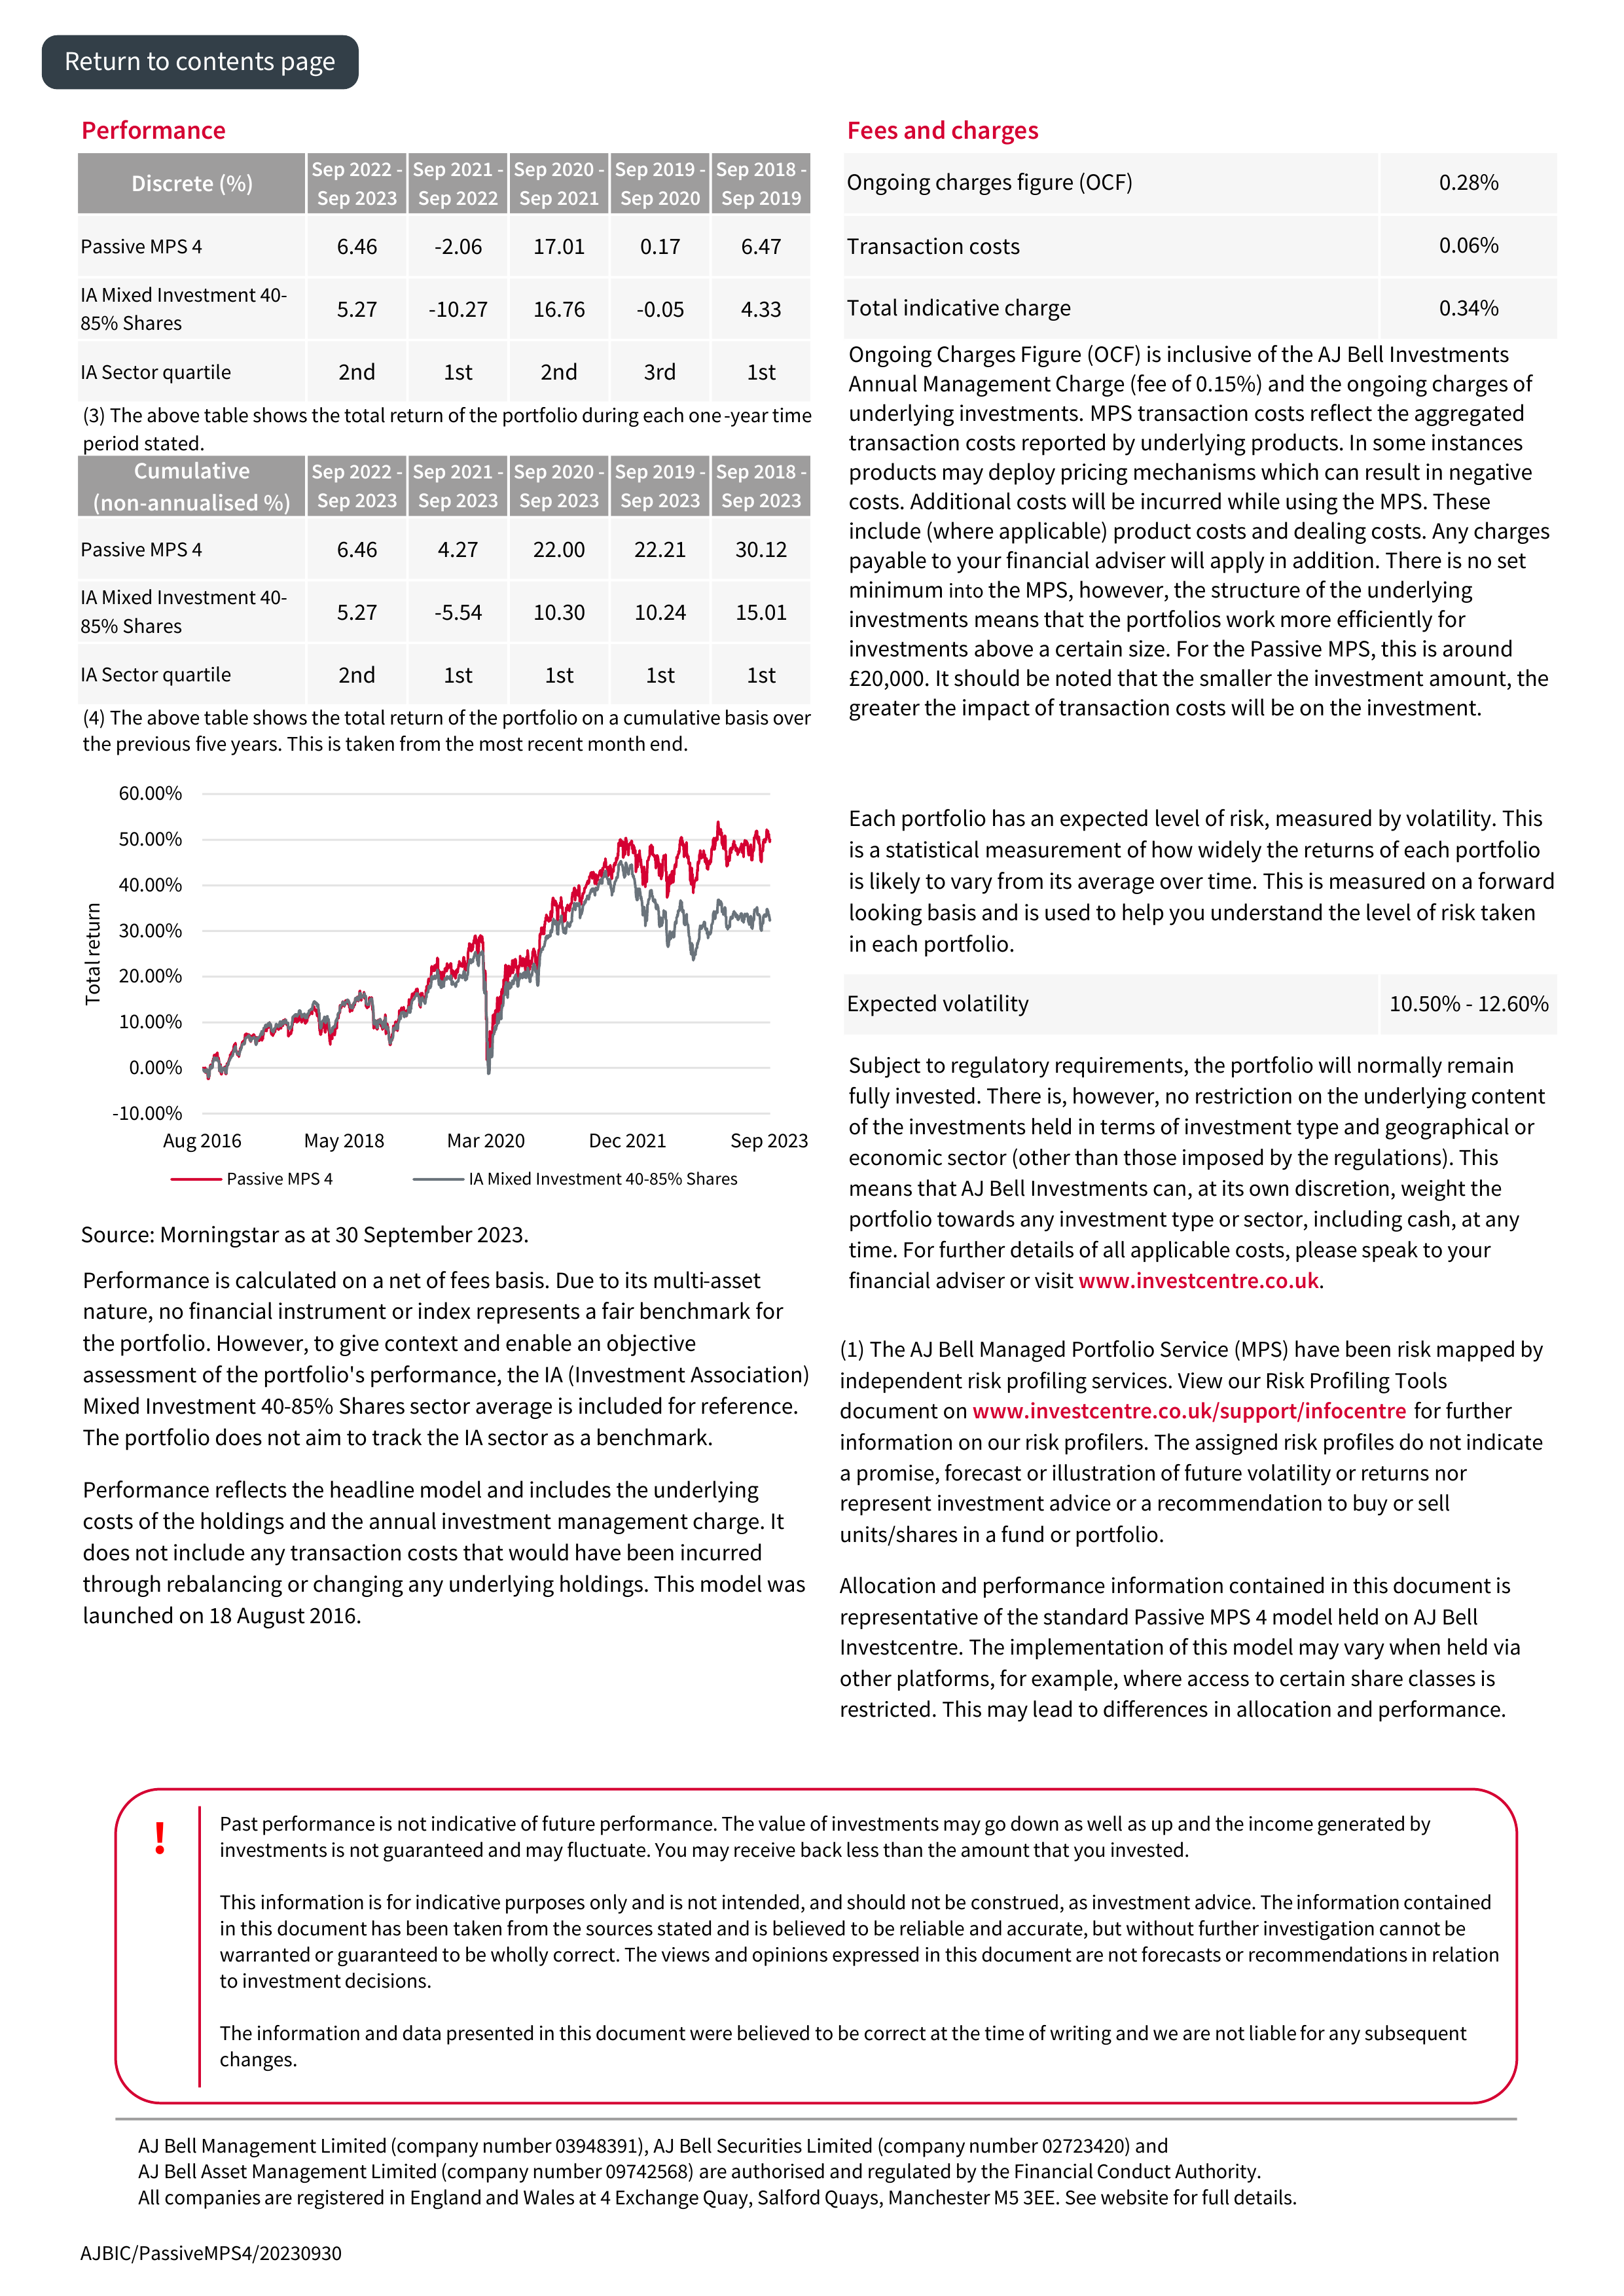 Return to contents page
Performance
Discrete (%) Sep 2022 - Sep 2021 - Sep 2020 - Sep 2019 - Sep 2018 -
Sep 2023 Sep 2022 Sep 2021 Sep 2020 Sep 2019
Passive MPS 4 6.46 -2.06 17.01 0.17 6.47
IA Mixed Investment 40-
85% Shares 5.27 -10.27 16.76 -0.05 4.33
IA Sector quartile 2nd 1st 2nd 3rd 1st
(3) The above table shows the total return of the portfolio during each one-year time
period stated.
Cumulative Sep 2022 - Sep 2021 - Sep 2020 - Sep 2019 - Sep 2018 -
(non-annualised %) Sep 2023 Sep 2023 Sep 2023 Sep 2023 Sep 2023
Passive MPS 4 6.46 4.27 22.00 22.21 30.12
IA Mixed Investment 40-
85% Shares 5.27 -5.54 10.30 10.24 15.01
IA Sector quartile 2nd 1st 1st 1st 1st
(4) The above table shows the total return of the portfolio on a cumulative basis over
the previous five years. This is taken from the most recent month end.
60.00%
50.00%
40.00%
30.00%
20.00%
10.00%
0.00%
-10.00%
Total return
Aug 2016 May 2018 Mar 2020 Dec 2021 Sep 2023
Passive MPS 4 IA Mixed Investment 40-85% Shares
Source: Morningstar as at 30 September 2023.
Performance is calculated on a net of fees basis. Due to its multi-asset
nature, no financial instrument or index represents a fair benchmark for
the portfolio. However, to give context and enable an objective
assessment of the portfolio's performance, the IA (Investment Association)
Mixed Investment 40-85% Shares sector average is included for reference.
The portfolio does not aim to track the IA sector as a benchmark.
Performance reflects the headline model and includes the underlying
costs of the holdings and the annual investment management charge. It
does not include any transaction costs that would have been incurred
through rebalancing or changing any underlying holdings. This model was
launched on 18 August 2016.
Fees and charges
Ongoing charges figure (OCF) 0.28%
Transaction costs 0.06%
Total indicative charge 0.34%
Ongoing Charges Figure (OCF) is inclusive of the AJ Bell Investments
Annual Management Charge (fee of 0.15%) and the ongoing charges of
underlying investments. MPS transaction costs reflect the aggregated
transaction costs reported by underlying products. In some instances
products may deploy pricing mechanisms which can result in negative
costs. Additional costs will be incurred while using the MPS. These
include (where applicable) product costs and dealing costs. Any charges
payable to your financial adviser will apply in addition. There is no set
minimum into the MPS, however, the structure of the underlying
investments means that the portfolios work more efficiently for
investments above a certain size. For the Passive MPS, this is around
£20,000. It should be noted that the smaller the investment amount, the
greater the impact of transaction costs will be on the investment.
Each portfolio has an expected level of risk, measured by volatility. This
is a statistical measurement of how widely the returns of each portfolio
is likely to vary from its average over time. This is measured on a forward
looking basis and is used to help you understand the level of risk taken
in each portfolio.
Expected volatility 10.50% - 12.60%
Subject to regulatory requirements, the portfolio will normally remain
fully invested. There is, however, no restriction on the underlying content
of the investments held in terms of investment type and geographical or
economic sector (other than those imposed by the regulations). This
means that AJ Bell Investments can, at its own discretion, weight the
portfolio towards any investment type or sector, including cash, at any
time. For further details of all applicable costs, please speak to your
financial adviser or visit www.investcentre.co.uk.
(1) The AJ Bell Managed Portfolio Service (MPS) have been risk mapped by
independent risk profiling services. View our Risk Profiling Tools
document on www.investcentre.co.uk/support/infocentre for further
information on our risk profilers. The assigned risk profiles do not indicate
a promise, forecast or illustration of future volatility or returns nor
represent investment advice or a recommendation to buy or sell
units/shares in a fund or portfolio.
Allocation and performance information contained in this document is
representative of the standard Passive MPS 4 model held on AJ Bell
Investcentre. The implementation of this model may vary when held via
other platforms, for example, where access to certain share classes is
restricted. This may lead to differences in allocation and performance.
!
Past performance is not indicative of future performance. The value of investments may go down as well as up and the income generated by
investments is not guaranteed and may fluctuate. You may receive back less than the amount that you invested.
This information is for indicative purposes only and is not intended, and should not be construed, as investment advice. The information contained
in this document has been taken from the sources stated and is believed to be reliable and accurate, but without further investigation cannot be
warranted or guaranteed to be wholly correct. The views and opinions expressed in this document are not forecasts or recommendations in relation
to investment decisions.
The information and data presented in this document were believed to be correct at the time of writing and we are not liable for any subsequent
changes.
AJ Bell Management Limited (company number 03948391), AJ Bell Securities Limited (company number 02723420) and
AJ Bell Asset Management Limited (company number 09742568) are authorised and regulated by the Financial Conduct Authority.
All companies are registered in England and Wales at 4 Exchange Quay, Salford Quays, Manchester M5 3EE. See website for full details.
AJBIC/PassiveMPS4/20230930